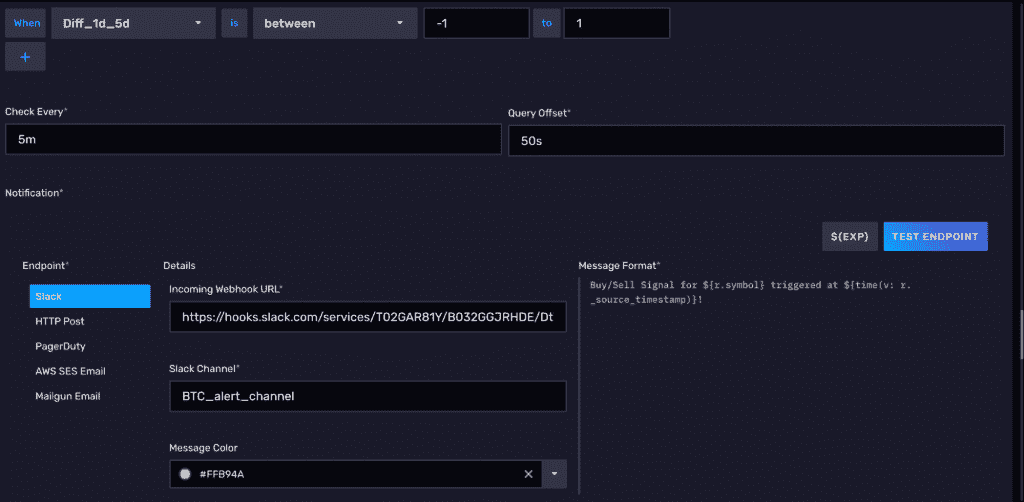 When Diff_1d_5d is between -1 to 1
+
Check Every*
Query Offset*
5m
50s
Notification*
$(EXP)
TEST ENDPOINT
Endpoint*
Details
Message Format*
Slack
HTTP Post
PagerDuty
AWS SES Email
Mailgun Email
Incoming Webhook URL*
https://hooks.slack.com/services/T02GAR81Y/B032GGJRHDE/Dt
Slack Channel*
BTC_alert_channel
Message Color
#FFB94A
Buy/Sell Signal for ${r.symbol} triggered at ${time(v: r.
_source_timestamp)}!